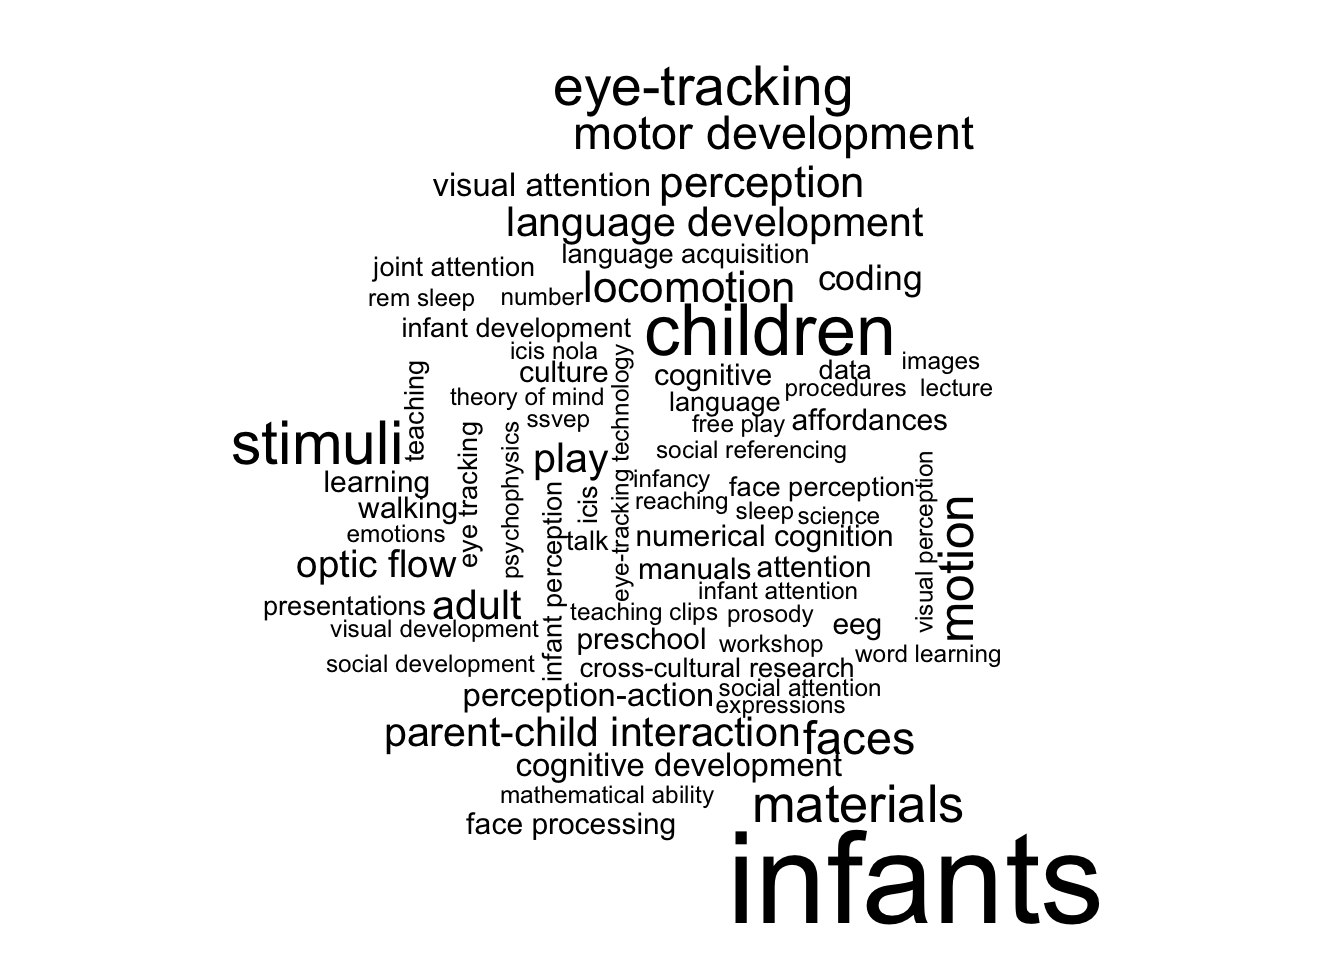 eye-tracking
motor development
visual attention perception
language development
language acquisition
joint attention
coding
locomotion
rem sleep number
children
infant development
icis nola
images
culture cognitive data
theory of mind
procedures lecture
language
ssvep
free play affordances
teaching
stimuli
eye-tracking technology
social referencing
play
learning
infancy
face perception
reaching
walking
sleep science
eye tracking
psychophysics
icis
emotions
talk
numerical cognition
visual perception
motion
optic flow
manuals attention
infant attention
infant perception
presentations adult
teaching clips prosody
visual development
eeg
preschool workshop
word learning
social development
cross-cultural research
perception-action
social attention
expressions
parent-child interaction
faces
cognitive development
mathematical ability
materials
face processing
infants